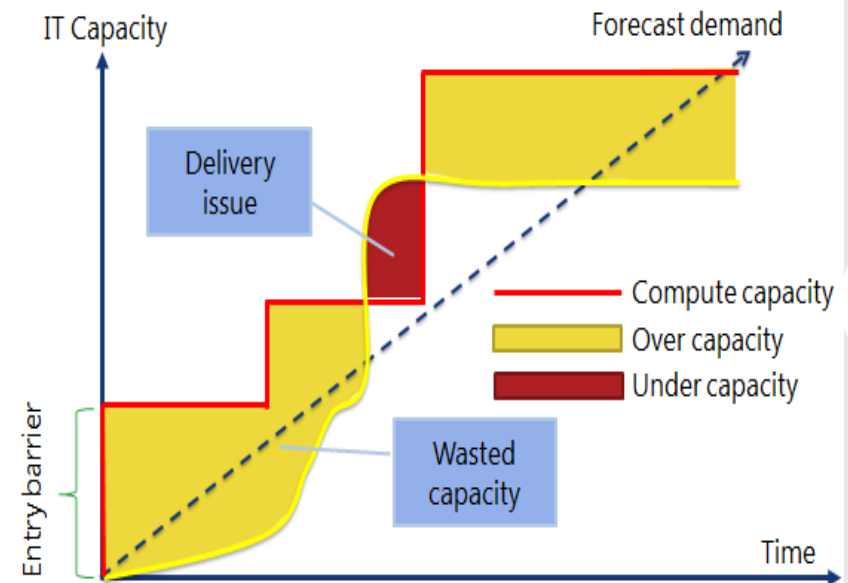 IT Capacity
Forecast demand
Delivery
issue
Compute capacity
Over capacity
Under capacity
Entry barrier
Wasted
capacity
Time